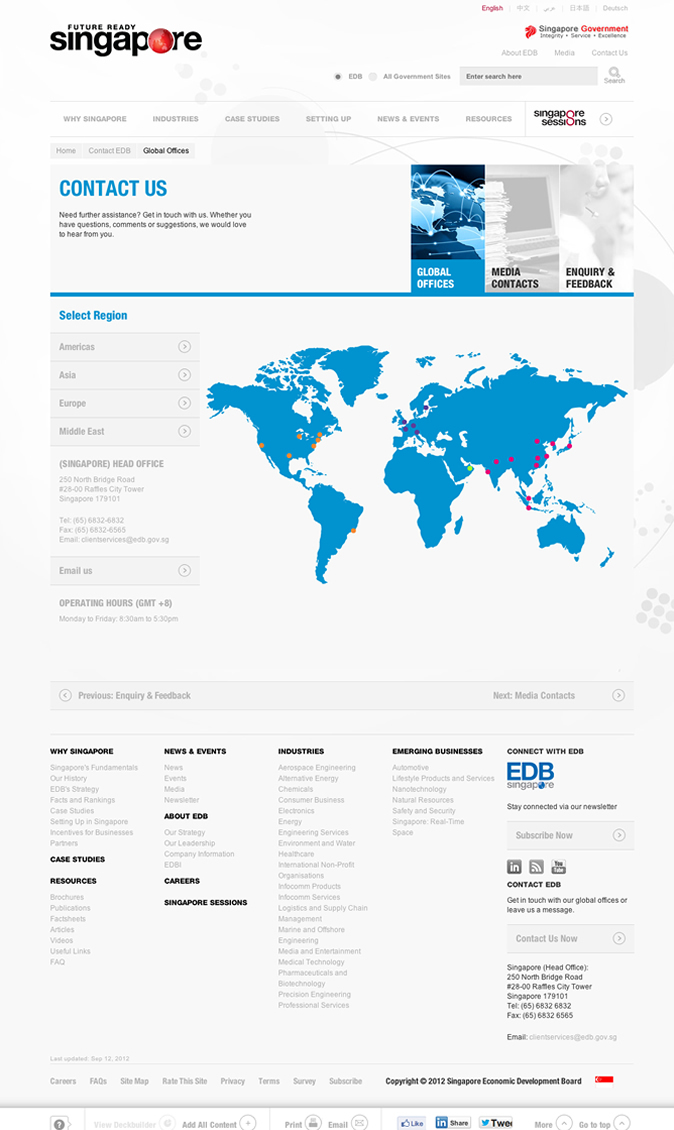 English | 中文 | عربي | 日本語 | Deutsch
FUTURE READY
singapore
Singapore Government
Integrity • Service • Excellence
About EDB Media Contact Us
EDB All Government Sites Enter search here Search
WHY SINGAPORE INDUSTRIES CASE STUDIES SETTING UP NEWS & EVENTS RESOURCES singapore sessions
Home Contact EDB Global Offices
CONTACT US
Need further assistance? Get in touch with us. Whether you
have questions, comments or suggestions, we would love
to hear from you.
GLOBAL OFFICES
MEDIA CONTACTS
ENQUIRY & FEEDBACK
Select Region
Americas
Asia
Europe
Middle East
(SINGAPORE) HEAD OFFICE
250 North Bridge Road
#28-00 Raffles City Tower
Singapore 179101
Tel: (65) 6832-6832
Fax: (65) 6832-6565
Email: clientservices@edb.gov.sg
Email us
OPERATING HOURS (GMT +8)
Monday to Friday: 8:30am to 5:30pm
Previous: Enquiry & Feedback Next: Media Contacts
WHY SINGAPORE
Singapore's Fundamentals
Our History
EDB's Strategy
Facts and Rankings
Case Studies
Setting Up in Singapore
Incentives for Businesses
Partners
CASE STUDIES
RESOURCES
Brochures
Publications
Factsheets
Articles
Videos
Useful Links
FAQ
NEWS & EVENTS
News
Events
Media
Newsletter
ABOUT EDB
Our Strategy
Our Leadership
Company Information
EDBI
CAREERS
SINGAPORE SESSIONS
INDUSTRIES
Aerospace Engineering
Alternative Energy
Chemicals
Consumer Business
Electronics
Energy
Engineering Services
Environment and Water
Healthcare
International Non-Profit
Organisations
Infocomm Products
Infocomm Services
Logistics and Supply Chain
Management
Marine and Offshore
Engineering
Media and Entertainment
Medical Technology
Pharmaceuticals and
Biotechnology
Precision Engineering
Professional Services
EMERGING BUSINESSES
Automotive
Lifestyle Products and Services
Nanotechnology
Natural Resources
Safety and Security
Singapore: Real-Time
Space
CONNECT WITH EDB
EDB
singapore
Stay connected via our newsletter
Subscribe Now
in You Tube
CONTACT EDB
Get in touch with our global offices or
leave us a message.
Contact Us Now
Singapore (Head Office):
250 North Bridge Road
#28-00 Raffles City Tower
Singapore 179101
Tel: (65) 6832 6832
Fax: (65) 6832 6565
Email: clientservices@edb.gov.sg
Last updated: Sep 12, 2012
Careers FAQs Site Map Rate This Site Privacy Terms Survey Subscribe Copyright © 2012 Singapore Economic Development Board
? View Deckbuilder Add All Content + Print Email Like in Share Twee More Go to top